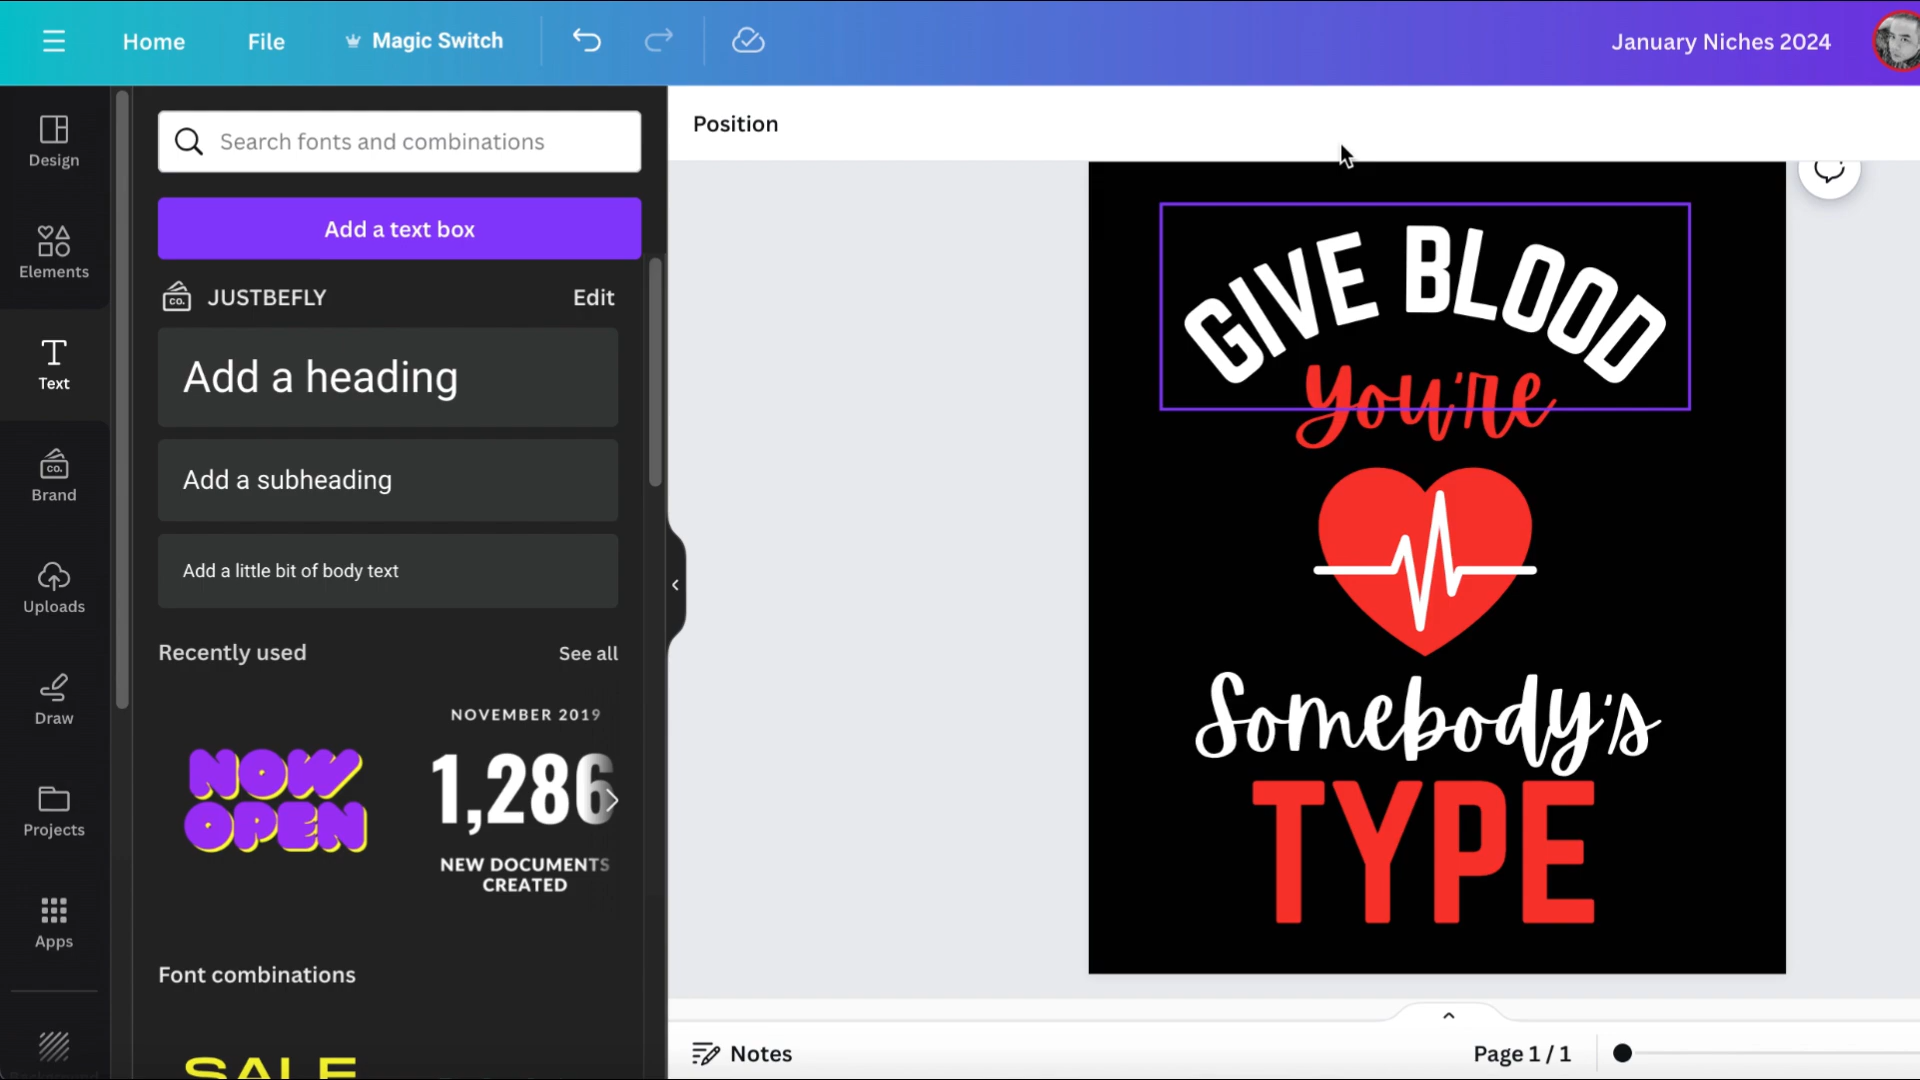 Home File Magic Switch January Niches 2024
Design
Elements
Text
Brand
CO.
Uploads
Draw
Projects
Apps
Search fonts and combinations
Add a text box
CO. JUSTBEFLY Edit
Add a heading
Add a subheading
Add a little bit of body text
Recently used See all
NOW
OPEN
NOVEMBER 2019
1,286
NEW DOCUMENTS
CREATED
Font combinations
SALE
Position
GIVE BLOOD
you're
Somebody's
TYPE
Notes Page 1 / 1